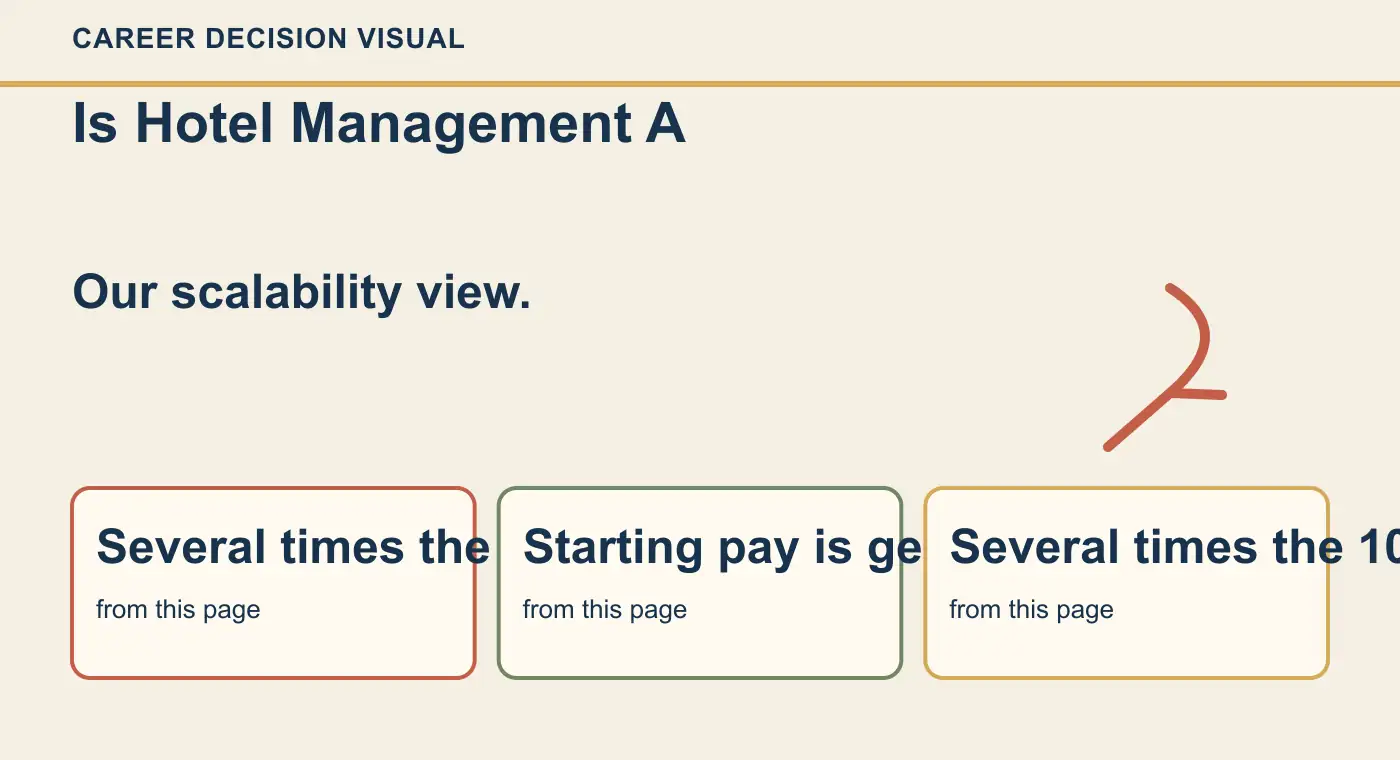 CAREER DECISION VISUAL
Is Hotel Management A
Our scalability view.
Several times the
from this page
Starting pay is ge
from this page
Several times the 10
from this page